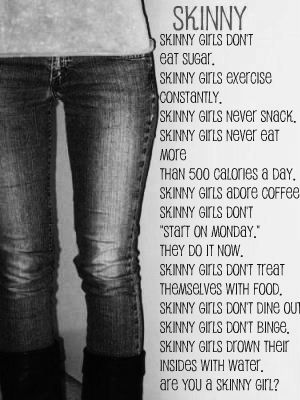 SKINNY
SKINNY GIRLS DON'T
EAT SUGAR.
SKINNY GIRLS EXERCISE
CONSTANTLY.
SKINNY GIRLS NEVER SNACK.
SKINNY GIRLS NEVER EAT
MORE
THAN 500 CALORIES A DAY.
SKINNY GIRLS ADORE COFFEE
SKINNY GIRLS DON'T
"START ON MONDAY."
THEY DO IT NOW.
SKINNY GIRLS DON'T TREAT
THEMSELVES WITH FOOD.
SKINNY GIRLS DON'T DINE OUT
SKINNY GIRLS DON'T BINGE.
SKINNY GIRLS DROWN THEIR
INSIDES WITH WATER.
ARE YOU A SKINNY GIRL?